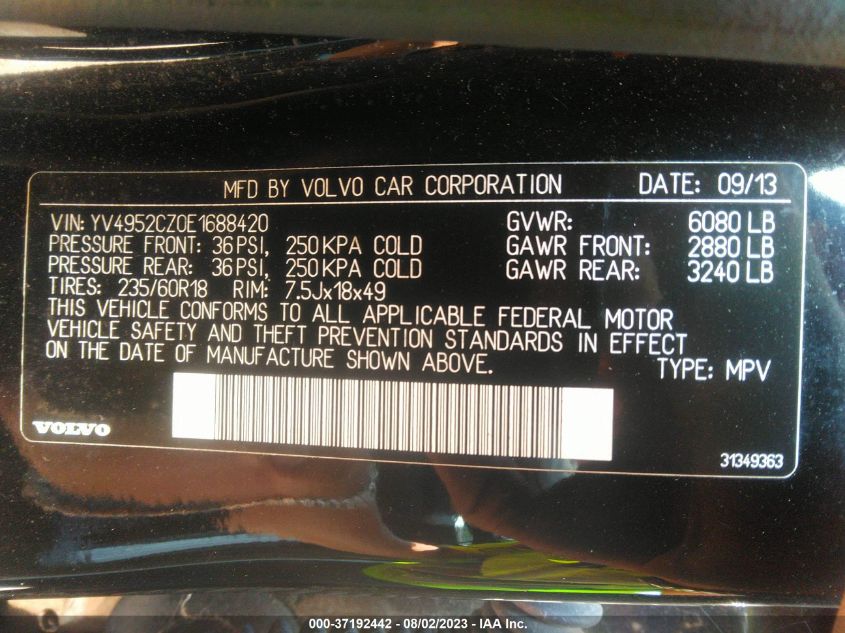 MFD BY VOLVO CAR CORPORATION DATE: 09/13
VIN: YV4952CZ0E1688420 GVWR: 6080 LB
PRESSURE FRONT: 36 PSI, 250 KPA COLD GAWR FRONT: 2880 LB
PRESSURE REAR: 36 PSI, 250 KPA COLD GAWR REAR: 3240 LB
TIRES: 235/60R18 RIM: 7.5Jx18x49
THIS VEHICLE CONFORMS TO ALL APPLICABLE FEDERAL MOTOR
VEHICLE SAFETY AND THEFT PREVENTION STANDARDS IN EFFECT
ON THE DATE OF MANUFACTURE SHOWN ABOVE.
TYPE: MPV
VOLVO
31349363
000-37192442 - 08/02/2023 - IAA Inc.